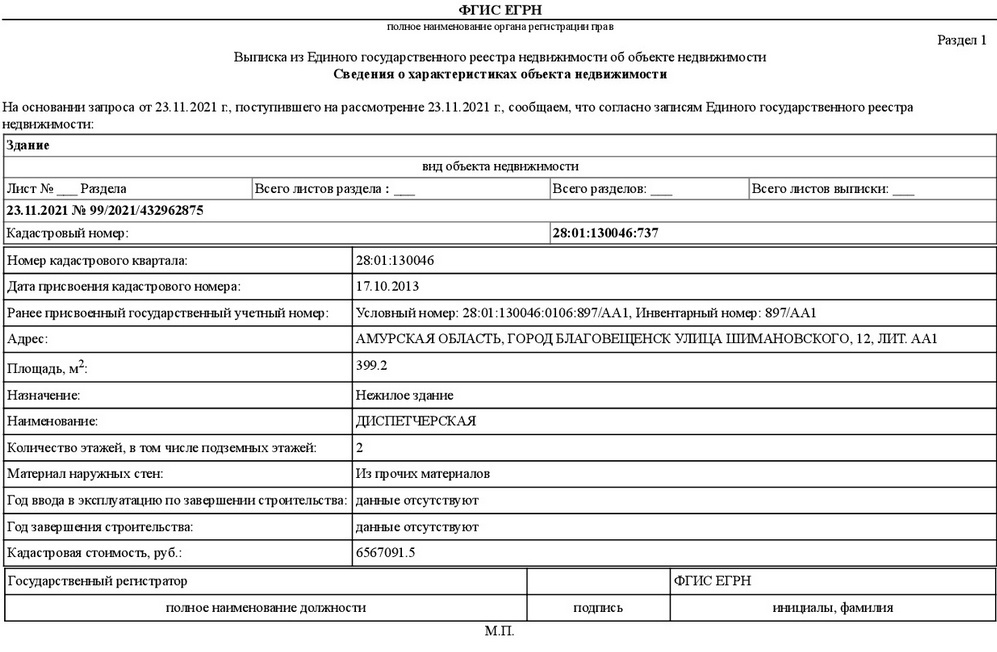 ФГИС ЕГРН
полное наименование органа регистрации прав
Раздел 1
Выписка из Единого государственного реестра недвижимости об объекте недвижимости
Сведения о характеристиках объекта недвижимости
На основании запроса от 23.11.2021 г., поступившего на рассмотрение 23.11.2021 г., сообщаем, что согласно записям Единого государственного реестра
недвижимости:
Здание
вид объекта недвижимости
Лист № ___ Раздела Всего листов раздела : ___ Всего разделов: ___ Всего листов выписки: ___
23.11.2021 № 99/2021/432962875
Кадастровый номер: 28:01:130046:737
Номер кадастрового квартала: 28:01:130046
Дата присвоения кадастрового номера: 17.10.2013
Ранее присвоенный государственный учетный номер: Условный номер: 28:01:130046:0106:897/АА1, Инвентарный номер: 897/АА1
Адрес: АМУРСКАЯ ОБЛАСТЬ, ГОРОД БЛАГОВЕЩЕНСК УЛИЦА ШИМАНОВСКОГО, 12, ЛИТ. АА1
Площадь, м2: 399.2
Назначение: Нежилое здание
Наименование: ДИСПЕТЧЕРСКАЯ
Количество этажей, в том числе подземных этажей: 2
Материал наружных стен: Из прочих материалов
Год ввода в эксплуатацию по завершении строительства: данные отсутствуют
Год завершения строительства: данные отсутствуют
Кадастровая стоимость, руб.: 6567091.5
Государственный регистратор ФГИС ЕГРН
полное наименование должности подпись инициалы, фамилия
М.П.